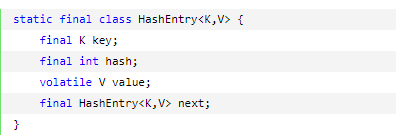 static final class HashEntry<K,V> {
    final K key;
    final int hash;
    volatile V value;
    final HashEntry<K,V> next;
}